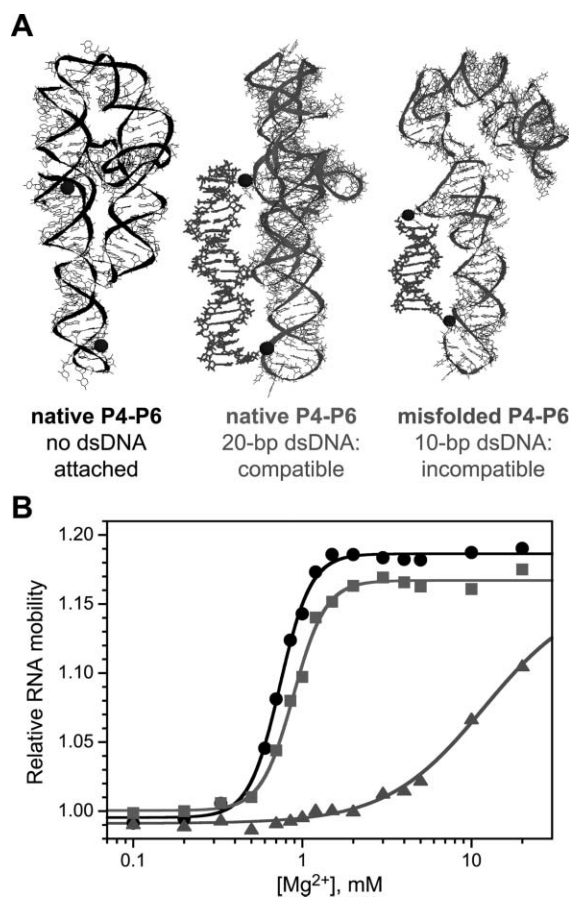 A
native P4-P6 native P4-P6 misfolded P4-P6
no dsDNA 20-bp dsDNA: 10-bp dsDNA:
attached compatible incompatible
B
1.20
1.15
1.10
1.05
1.00
Relative RNA mobility
0.1 1 10
[Mg²⁺], mM